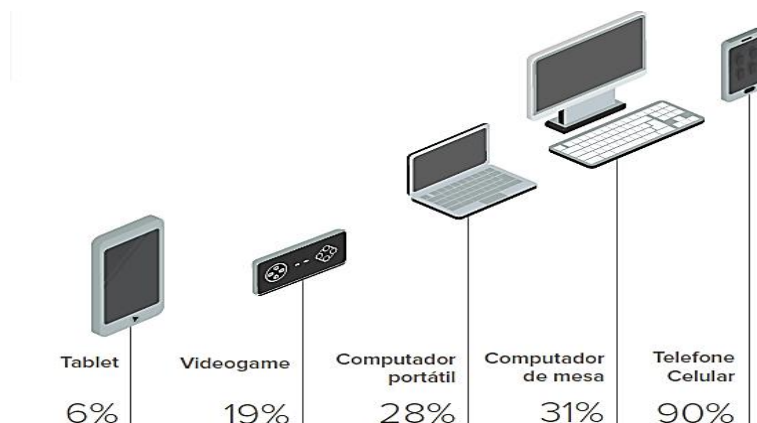 Tablet
6%
Videogame
19%
Computador
portátil
28%
Computador
de mesa
31%
Telefone
Celular
90%